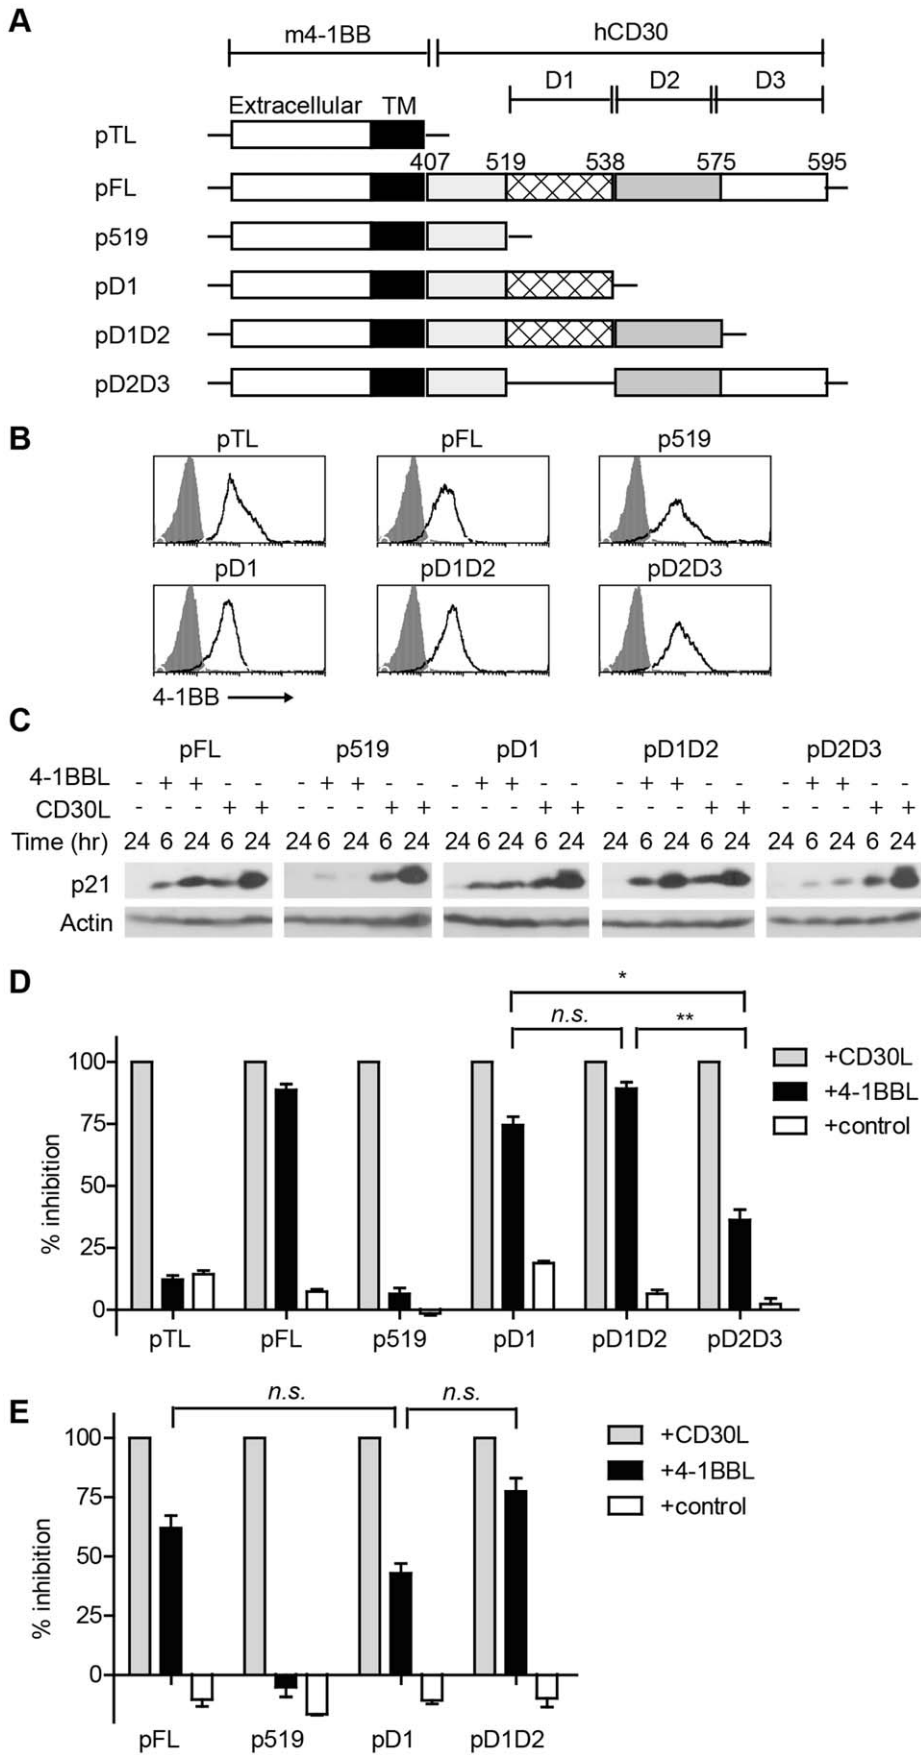 A
m4-1BB
hCD30
D1 D2 D3
Extracellular TM
pTL
407 519 538 575 595
pFL
p519
pD1
pD1D2
pD2D3
B
pTL pFL p519
pD1 pD1D2 pD2D3
4-1BB
C
pFL p519 pD1 pD1D2 pD2D3
4-1BBL - + + - - - + + - - - + + - - - + + - - - + + - -
CD30L - - - + + - - - + + - - - + + - - - + + - - - + +
Time (hr) 24 6 24 6 24 24 6 24 6 24 24 6 24 6 24 24 6 24 6 24 24 6 24 6 24
p21
Actin
D
*
n.s. **
100
75
50
25
0
% inhibition
+CD30L
+4-1BBL
+control
pTL pFL p519 pD1 pD1D2 pD2D3
E
n.s. n.s.
100
75
50
25
0
% inhibition
+CD30L
+4-1BBL
+control
pFL p519 pD1 pD1D2